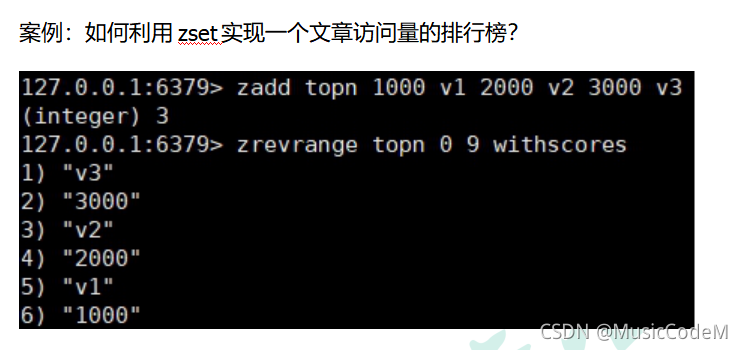 案例：如何利用 zset 实现一个文章访问量的排行榜？
127.0.0.1:6379> zadd topn 1000 v1 2000 v2 3000 v3
(integer) 3
127.0.0.1:6379> zrevrange topn 0 9 withscores
1) "v3"
2) "3000"
3) "v2"
4) "2000"
5) "v1"
6) "1000"
CSDN @MusicCodeM